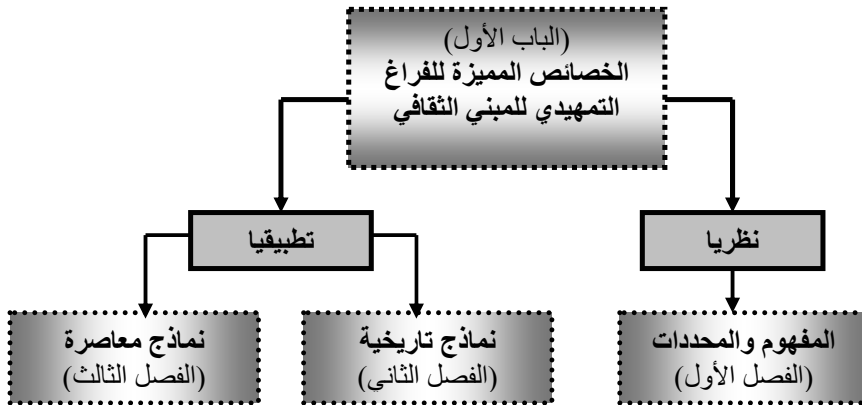 (الباب الأول)
الخصائص المميزة للفراغ
التمهيدي للمبني الثقافي
نظريا
تطبيقيا
المفهوم والمحددات
(الفصل الأول)
نماذج تاريخية
(الفصل الثاني)
نماذج معاصرة
(الفصل الثالث)